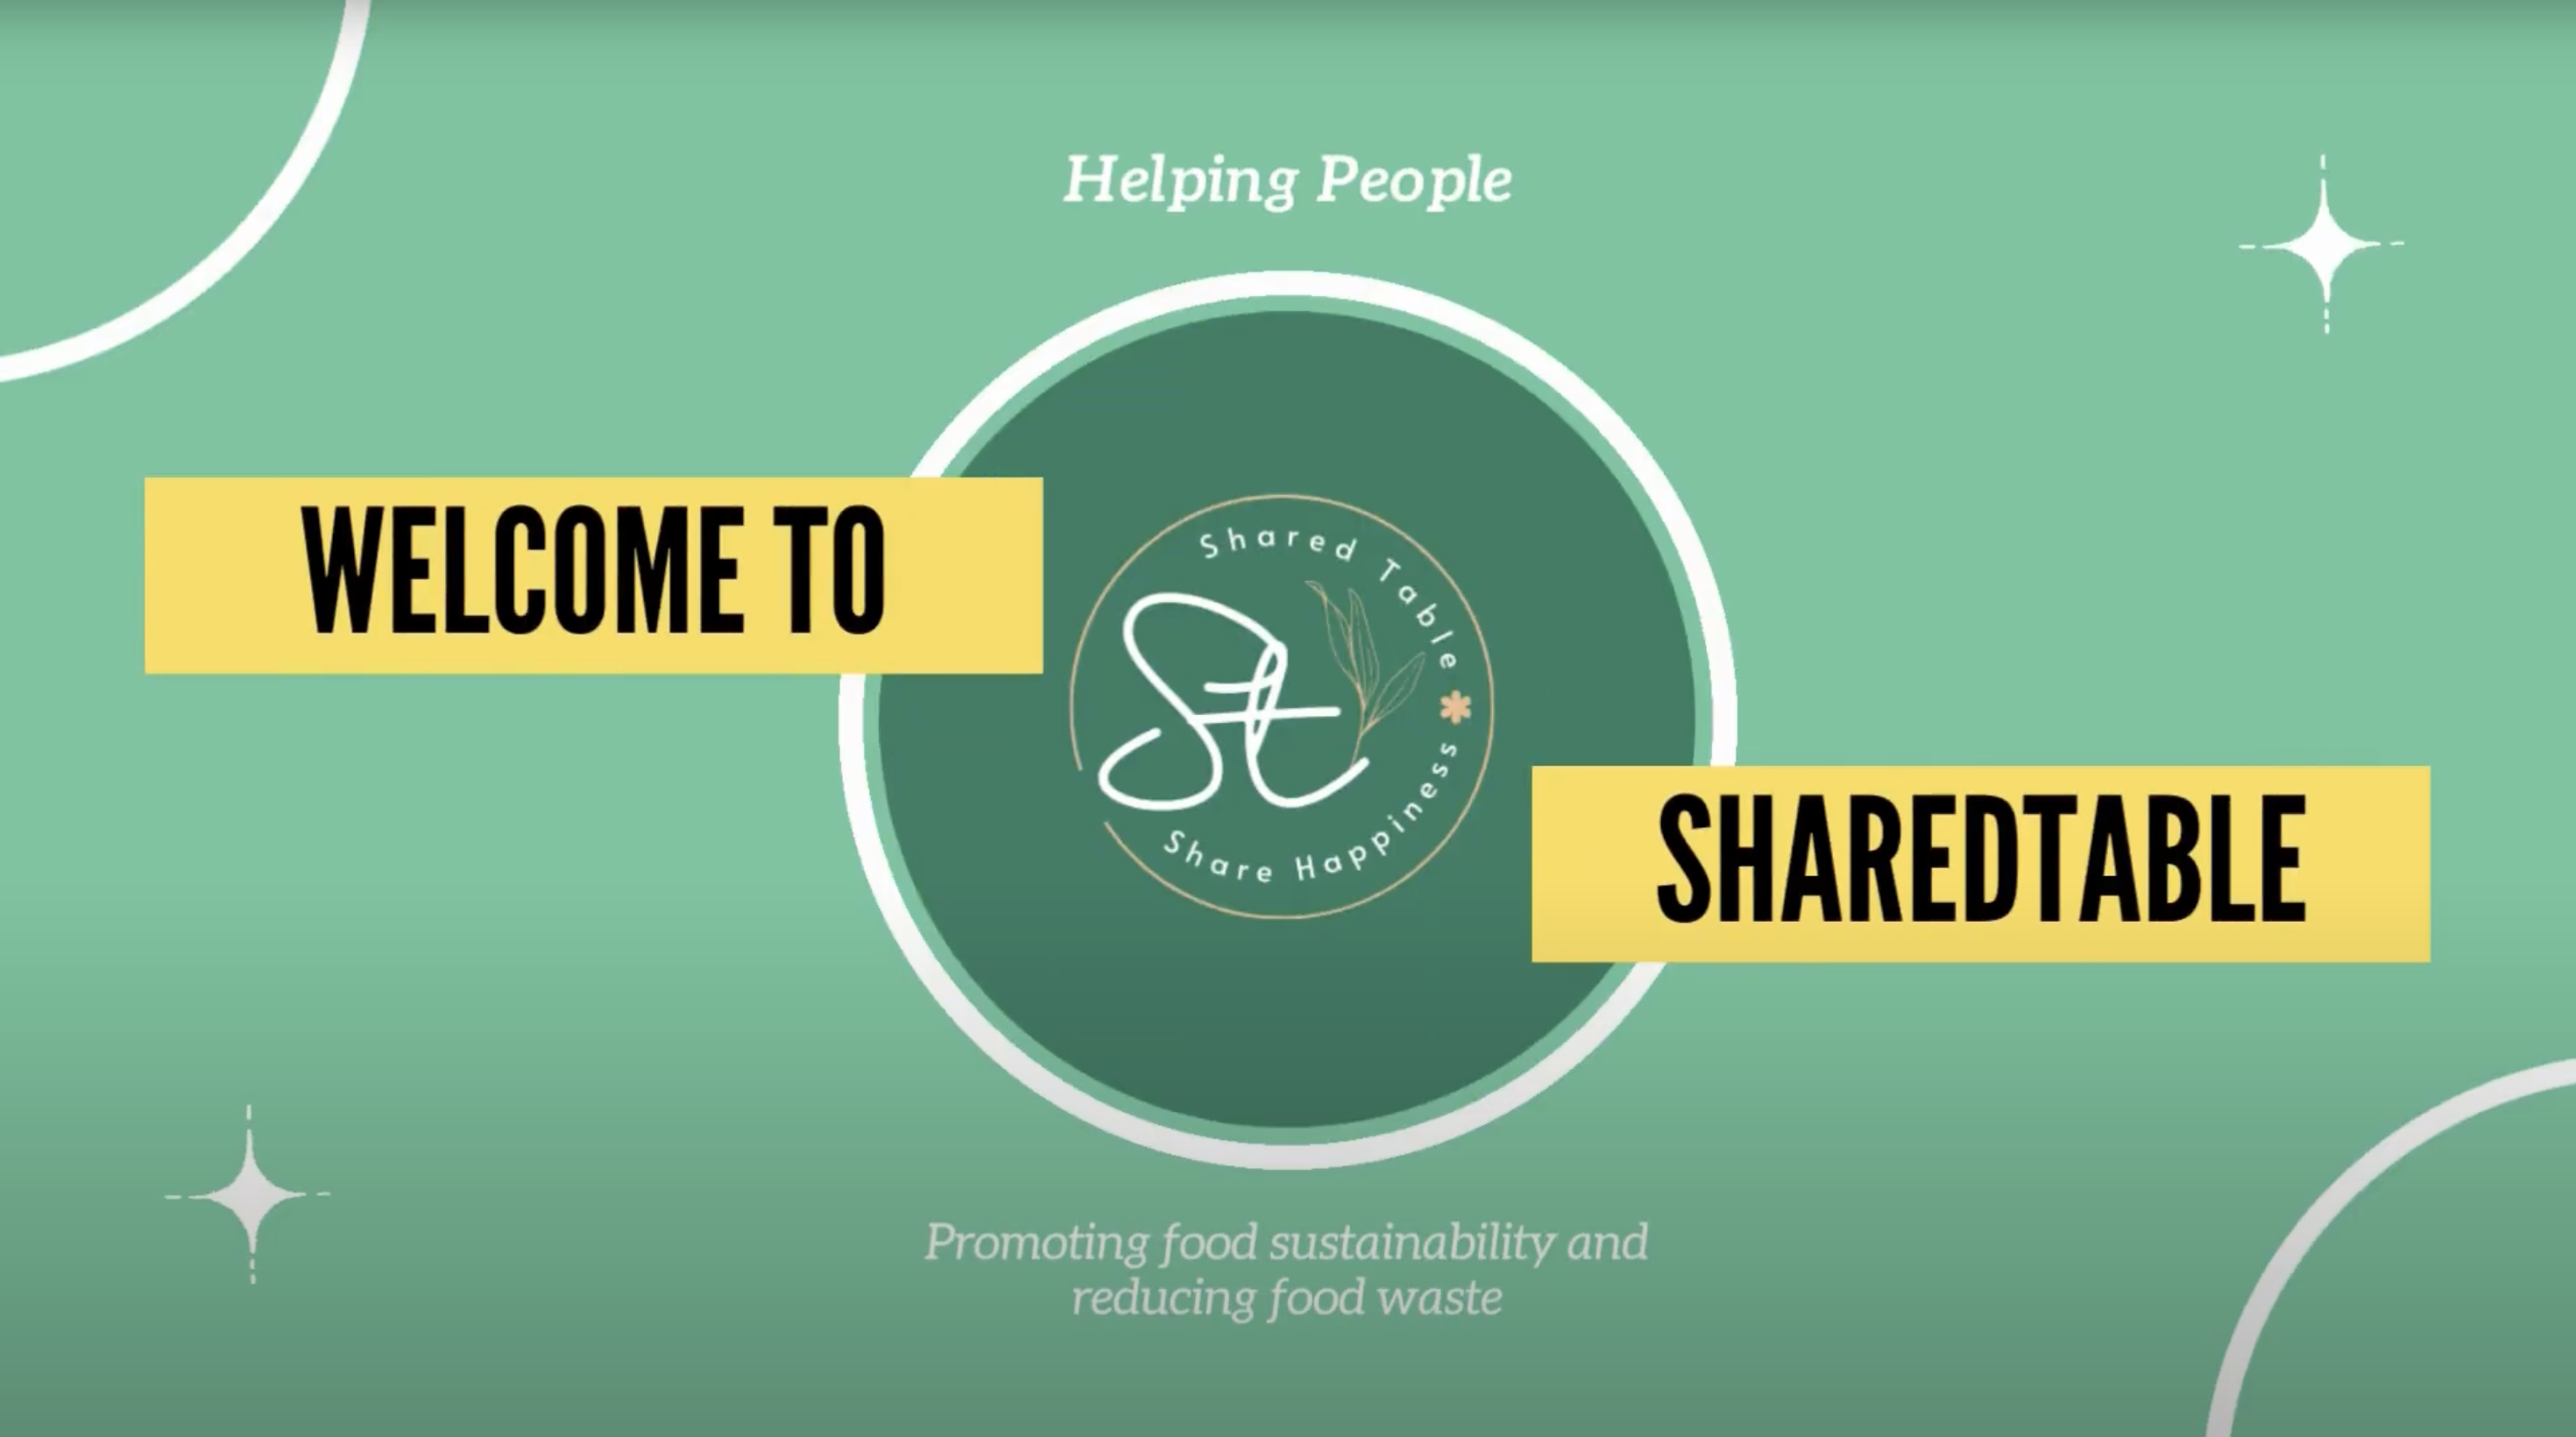 Helping People
WELCOME TO
Shared Table
St
Share Happiness
SHAREDTABLE
Promoting food sustainability and
reducing food waste